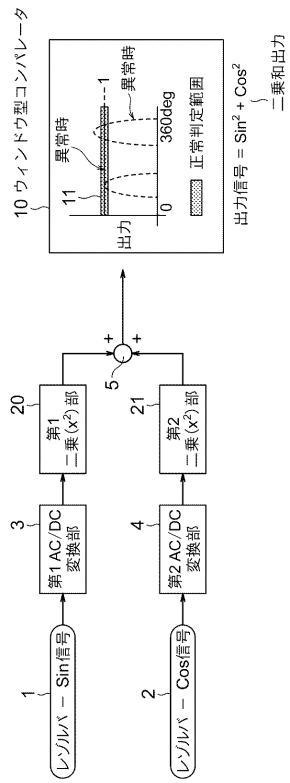 1
レゾルバ － Sin信号
3
第1 AC/DC
変換部
20
第1
二乗(x²)部
2
レゾルバ － Cos信号
4
第2 AC/DC
変換部
21
第2
二乗(x²)部
5
+
+
10 ウィンドウ型コンパレータ
11
異常時
異常時
1
出力
0
360deg
正常判定範囲
出力信号 = Sin² + Cos²
二乗和出力